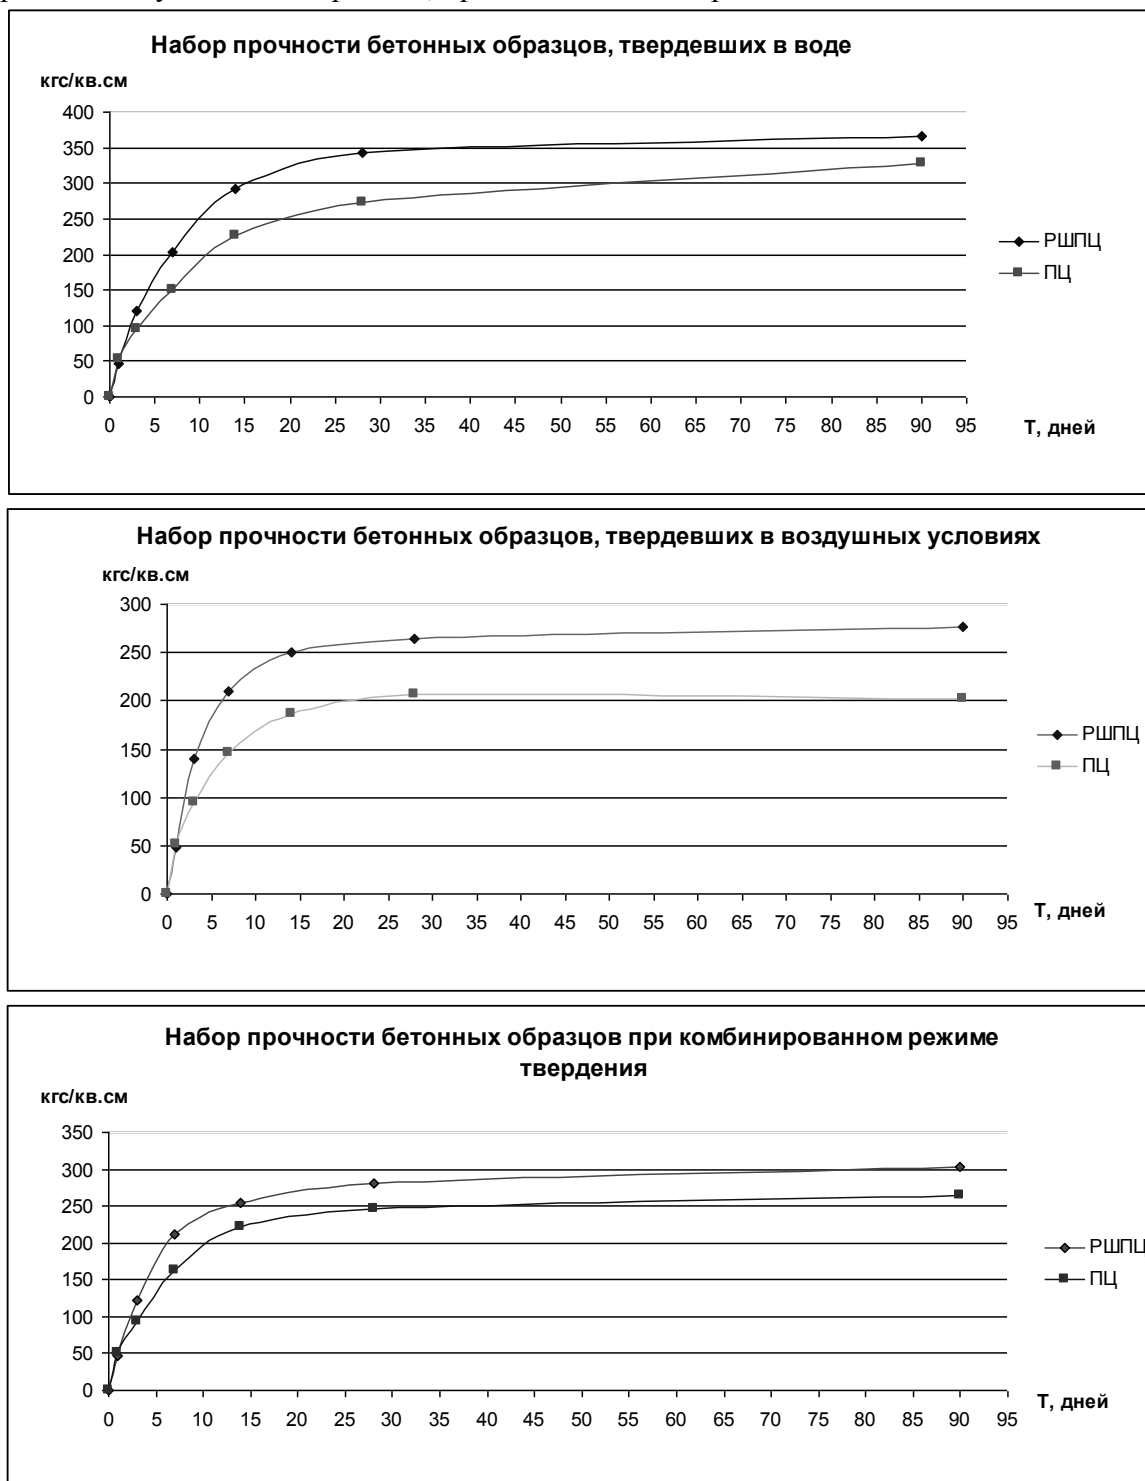 Набор прочности бетонных образцов, твердевших в воде
кгс/кв.см
400
350
300
250
200
150
100
50
0
0 5 10 15 20 25 30 35 40 45 50 55 60 65 70 75 80 85 90 95
Т, дней
РШПЦ
ПЦ
Набор прочности бетонных образцов, твердевших в воздушных условиях
кгс/кв.см
300
250
200
150
100
50
0
0 5 10 15 20 25 30 35 40 45 50 55 60 65 70 75 80 85 90 95
Т, дней
РШПЦ
ПЦ
Набор прочности бетонных образцов при комбинированном режиме
твердения
кгс/кв.см
350
300
250
200
150
100
50
0
0 5 10 15 20 25 30 35 40 45 50 55 60 65 70 75 80 85 90 95
Т, дней
РШПЦ
ПЦ